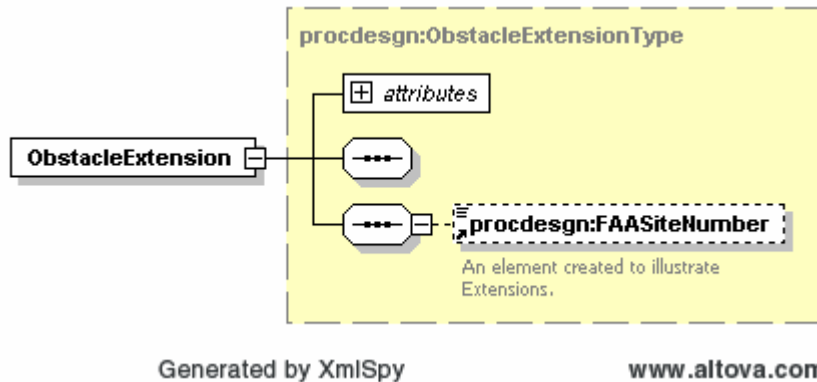 procdesgn:ObstacleExtensionType
attributes
ObstacleExtension
procdesgn:FAASiteNumber
An element created to illustrate
Extensions.
Generated by XmlSpy
www.altova.com